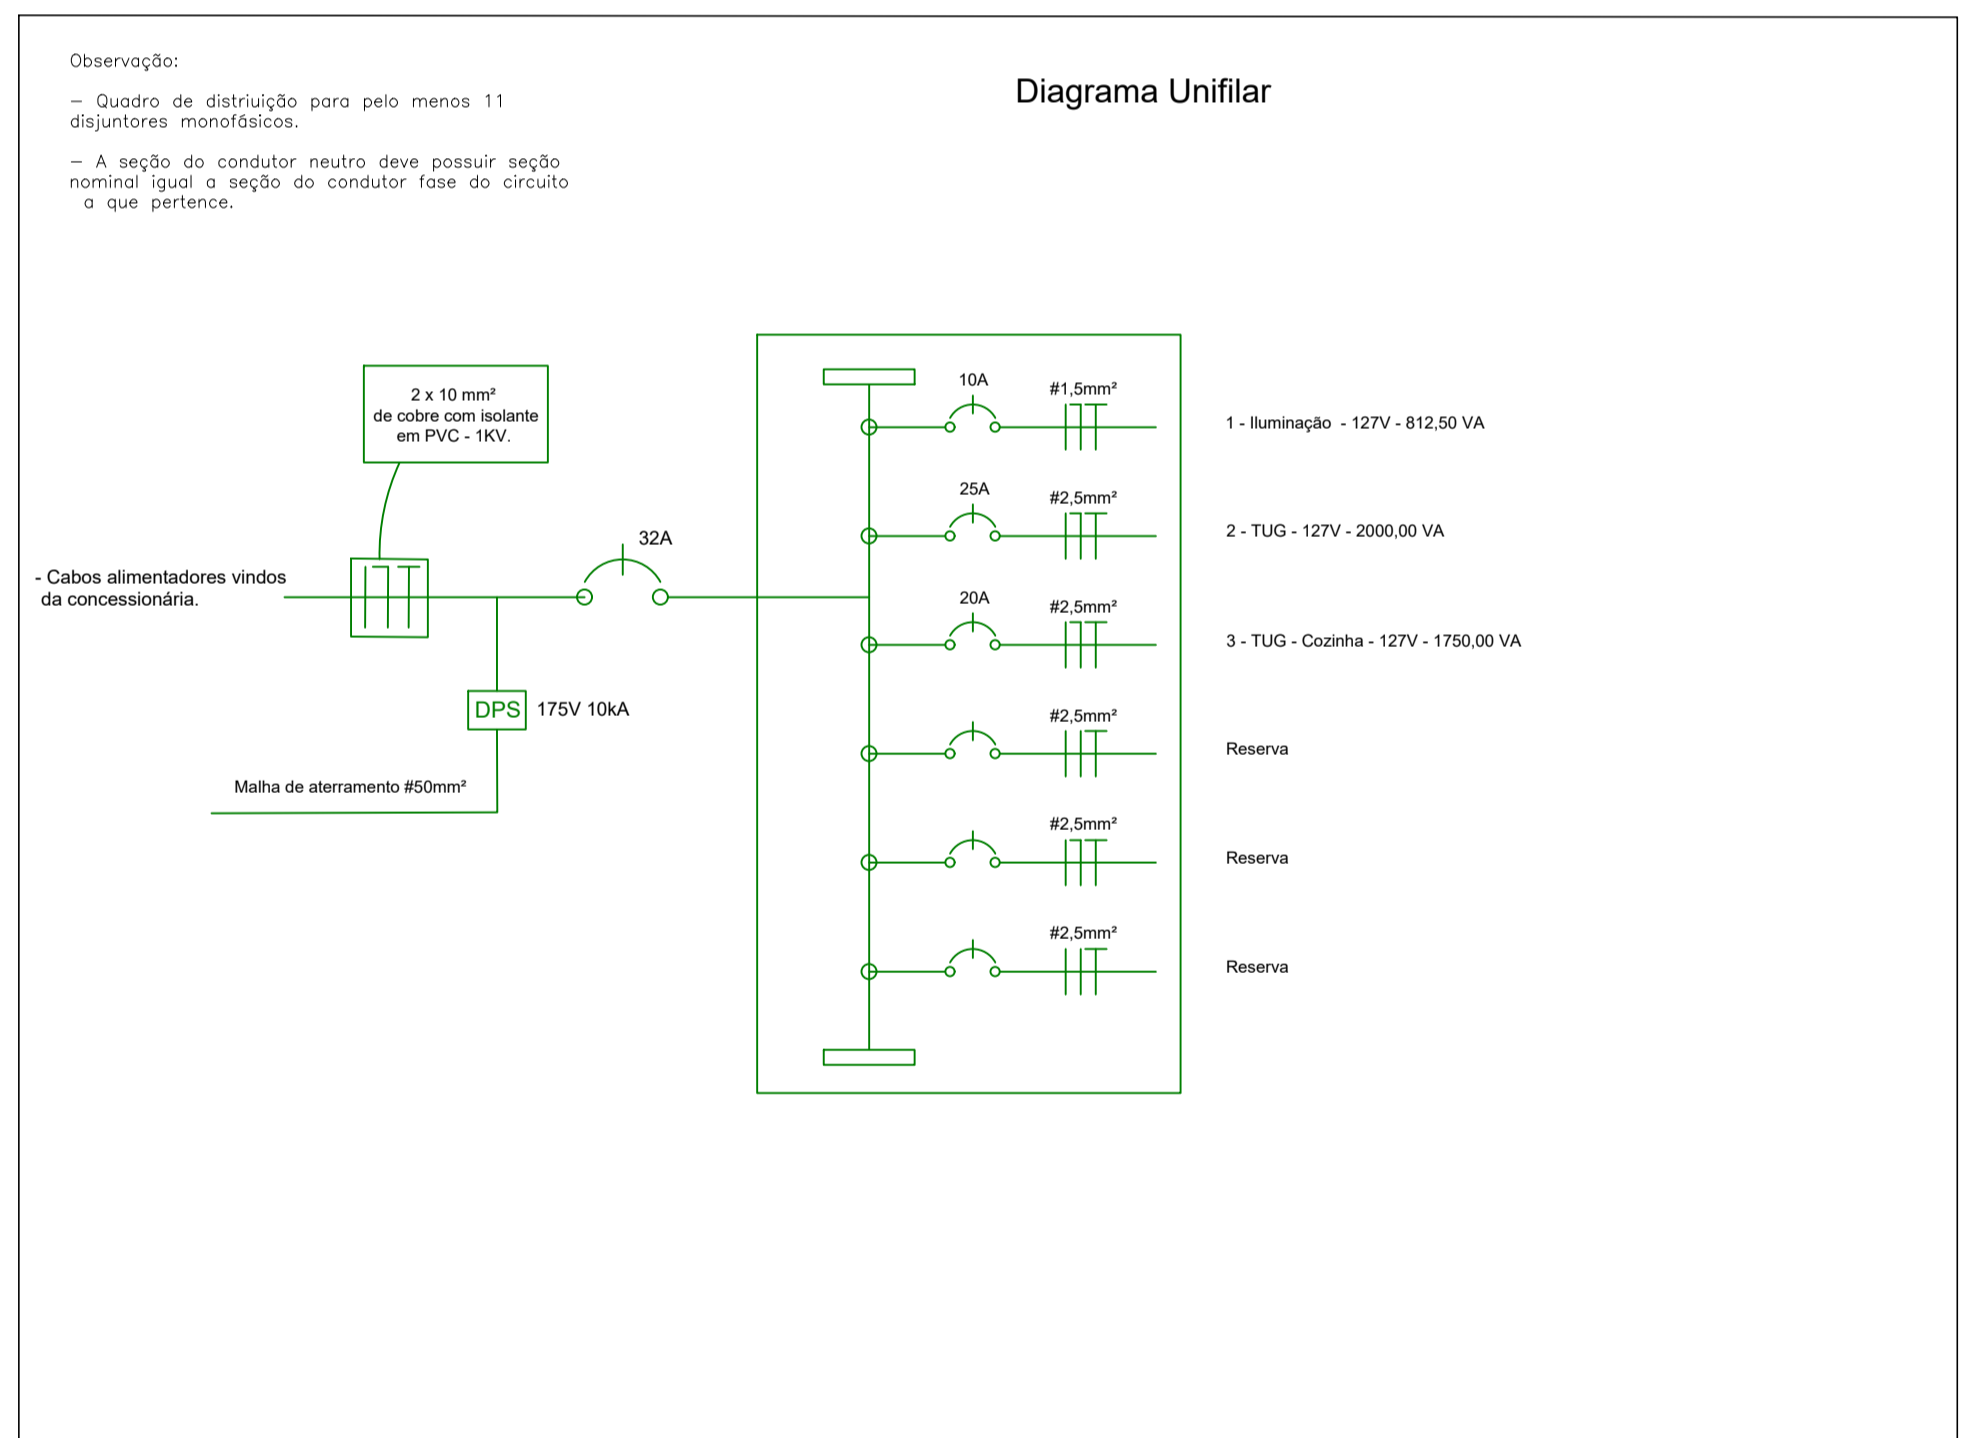 Observação:
– Quadro de distriuição para pelo menos 11
disjuntores monofásicos.
– A seção do condutor neutro deve possuir seção
nominal igual a seção do condutor fase do circuito
a que pertence.
Diagrama Unifilar
2 x 10 mm²
de cobre com isolante
em PVC - 1KV.
- Cabos alimentadores vindos
da concessionária.
32A
DPS
175V 10kA
Malha de aterramento #50mm²
10A
#1,5mm²
1 - Iluminação - 127V - 812,50 VA
25A
#2,5mm²
2 - TUG - 127V - 2000,00 VA
20A
#2,5mm²
3 - TUG - Cozinha - 127V - 1750,00 VA
#2,5mm²
Reserva
#2,5mm²
Reserva
#2,5mm²
Reserva